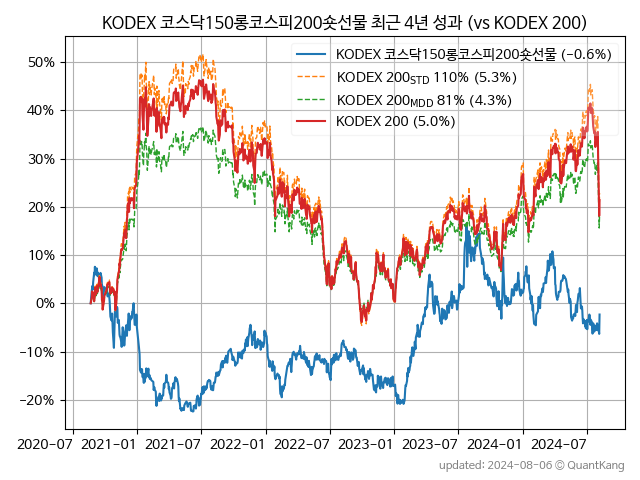 KODEX 코스닥150롱코스피200숏선물 최근 4년 성과 (vs KODEX 200)
KODEX 코스닥150롱코스피200숏선물 (−0.6%)
KODEX 200STD 110% (5.3%)
KODEX 200MDD 81% (4.3%)
KODEX 200 (5.0%)
50%
40%
30%
20%
10%
0%
−10%
−20%
2020-07 2021-01 2021-07 2022-01 2022-07 2023-01 2023-07 2024-01 2024-07
updated: 2024-08-06 © QuantKang